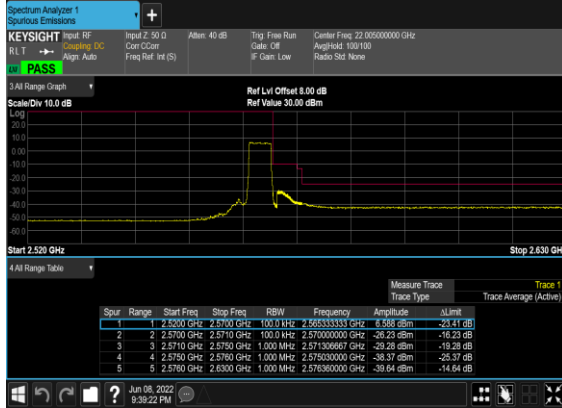 Spectrum Analyzer 1
Spurious Emissions
KEYSIGHT Input: RF Input Z: 50 Ω Atten: 40 dB Trig: Free Run Center Freq: 22.005000000 GHz
RLT Coupling: DC Corr CCorr Gate: Off Avg|Hold: 100/100
Align: Auto Freq Ref: Int (S) IF Gain: Low Radio Std: None
PASS
3 All Range Graph Ref Lvl Offset 8.00 dB
Scale/Div 10.0 dB Ref Value 30.00 dBm
Log
20.0
10.0
0.00
-10.0
-20.0
-30.0
-40.0
-50.0
-60.0
Start 2.520 GHz Stop 2.630 GH
4 All Range Table
Measure Trace Trace 1
Trace Type Trace Average (Active)
Spur Range Start Freq Stop Freq RBW Frequency Amplitude ΔLimit
1 1 2.5200 GHz 2.5700 GHz 100.0 kHz 2.565333333 GHz 6.588 dBm -23.41 dB
2 2 2.5700 GHz 2.5710 GHz 100.0 kHz 2.570000000 GHz -26.23 dBm -16.23 dB
3 3 2.5710 GHz 2.5750 GHz 1.000 MHz 2.571306667 GHz -29.28 dBm -19.28 dB
4 4 2.5750 GHz 2.5760 GHz 1.000 MHz 2.575030000 GHz -38.37 dBm -25.37 dB
5 5 2.5760 GHz 2.6300 GHz 1.000 MHz 2.576360000 GHz -39.64 dBm -14.64 dB
Jun 08, 2022
9:39:22 PM